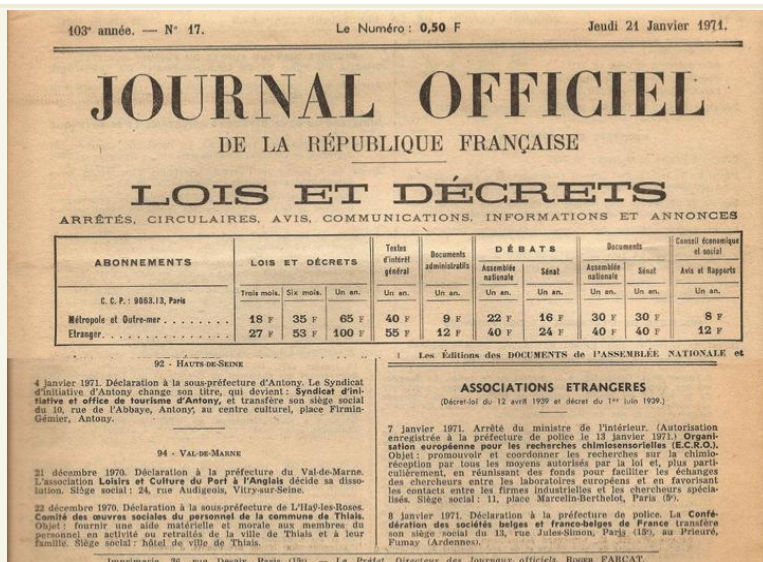 103e année. — N° 17.
Le Numéro : 0,50 F
Jeudi 21 Janvier 1971.
JOURNAL OFFICIEL
DE LA RÉPUBLIQUE FRANÇAISE
LOIS ET DÉCRETS
ARRÊTÉS, CIRCULAIRES, AVIS, COMMUNICATIONS, INFORMATIONS ET ANNONCES
ABONNEMENTS
LOIS ET DÉCRETS
Textes d'intérêt général
Documents administratifs
DÉBATS
Documents
Conseil économique et social
Assemblée nationale
Sénat
Assemblée nationale
Sénat
Avis et Rapports
C. C. P. : 9063.13, Paris
Trois mois. Six mois. Un an. Un an. Un an. Un an. Un an. Un an. Un an. Un an.
Métropole et Outre-mer........ 18 F 35 F 65 F 40 F 9 F 22 F 16 F 30 F 30 F 8 F
Etranger........ 27 F 53 F 100 F 55 F 12 F 40 F 24 F 40 F 40 F 12 F
Les Éditions des DOCUMENTS de l'ASSEMBLÉE NATIONALE et
92 - HAUTS-DE-SEINE
4 janvier 1971. Déclaration à la sous-préfecture d'Antony. Le Syndicat
d'initiative d'Antony change son titre, qui devient : Syndicat d'ini-
tiative et office de tourisme d'Antony, et transfère son siège social
du 10, rue de l'Abbaye, Antony, au centre culturel, place Firmin-
Gémier, Antony.
94 - VAL-DE-MARNE
21 décembre 1970. Déclaration à la préfecture du Val-de-Marne.
L'association Loisirs et Culture du Port à l'Anglais décide sa disso-
lution. Siège social : 24, rue Audigeois, Vitry-sur-Seine.
22 décembre 1970. Déclaration à la sous-préfecture de L'Haÿ-les-Roses.
Comité des œuvres sociales du personnel de la commune de Thiais.
Objet : fournir une aide matérielle et morale aux membres du
personnel en activité ou retraités de la ville de Thiais et à leur
famille. Siège social : hôtel de ville de Thiais.
ASSOCIATIONS ETRANGERES
(Décret-loi du 12 avril 1939 et décret du 1er juin 1939.)
7 janvier 1971. Arrêté du ministre de l'intérieur. (Autorisation
enregistrée à la préfecture de police le 13 janvier 1971.) Organi-
sation européenne pour les recherches chimiosensorielles (E.C.R.O.).
Objet : promouvoir et coordonner les recherches sur la chimio-
réception par tous les moyens autorisés par la loi et, plus parti-
culièrement, en réunissant des fonds pour faciliter les échanges
des chercheurs entre les laboratoires européens et en favorisant
les contacts entre les firmes industrielles et les chercheurs spécia-
lisés. Siège social : 11, place Marcelin-Berthelot, Paris (5e).
8 janvier 1971. Déclaration à la préfecture de police. La Confé-
dération des sociétés belges et franco-belges de France transfère
son siège social du 13, rue Jules-Simon, Paris (15e), au Prieuré,
Fumay (Ardennes).
Imprimerie, 26, rue Desaix, Paris (15e). — Le Préfet, Directeur des Journaux officiels, ROGER FARÇAT.